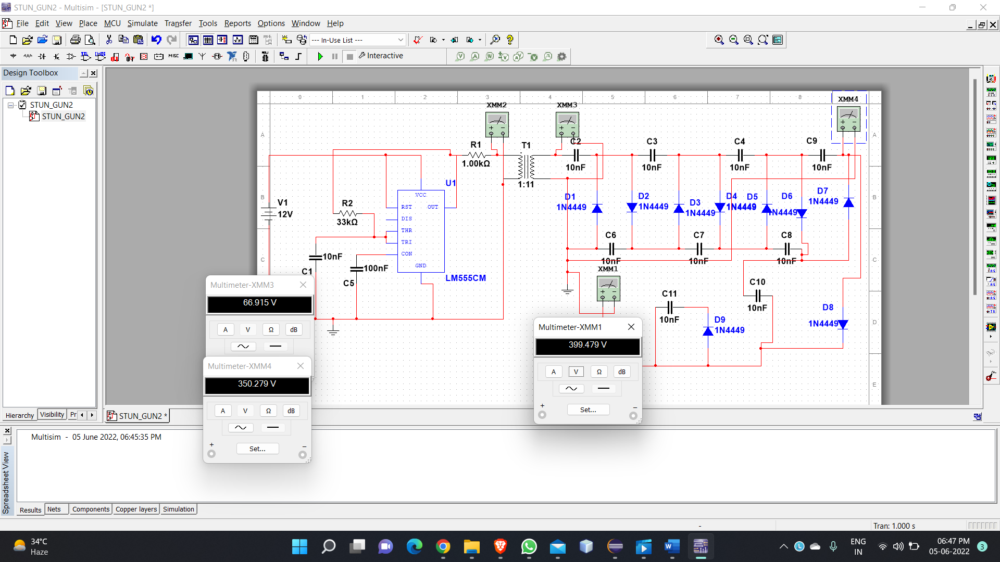 STUN_GUN2 - Multisim - [STUN_GUN2 *]
File Edit View Place MCU Simulate Transfer Tools Reports Options Window Help
--- In-Use List ---
MISC
Interactive
Design Toolbox
STUN_GUN2
STUN_GUN2
0 1 2 3 4 5 6 7 8
A
B
C
A
B
C
D
E
XMM2
XMM3
XMM4
R1
1.00kΩ
T1
1:11
C2
10nF
C3
10nF
C4
10nF
C9
10nF
V1
12V
R2
33kΩ
U1
VCC
RST
OUT
DIS
THR
TRI
CON
GND
LM555CM
10nF
C1
100nF
C5
D1
1N4449
D2
1N4449
D3
1N4449
D4
1N4449
D5
D6
1N4449
D7
1N4449
C6
10nF
C7
10nF
C8
10nF
XMM1
C10
10nF
C11
10nF
D9
1N4449
D8
1N4449
Multimeter-XMM3
66.915 V
A V Ω dB
Multimeter-XMM4
350.279 V
A V Ω dB
+ Set... −
Multimeter-XMM1
399.479 V
A V Ω dB
+ Set... −
Hierarchy Visibility Pr
STUN_GUN2 *
Spreadsheet View
Multisim - 05 June 2022, 06:45:35 PM
Results Nets Components Copper layers Simulation
-
Tran: 1.000 s
34°C
Haze
ENG
IN
06:47 PM
05-06-2022
3